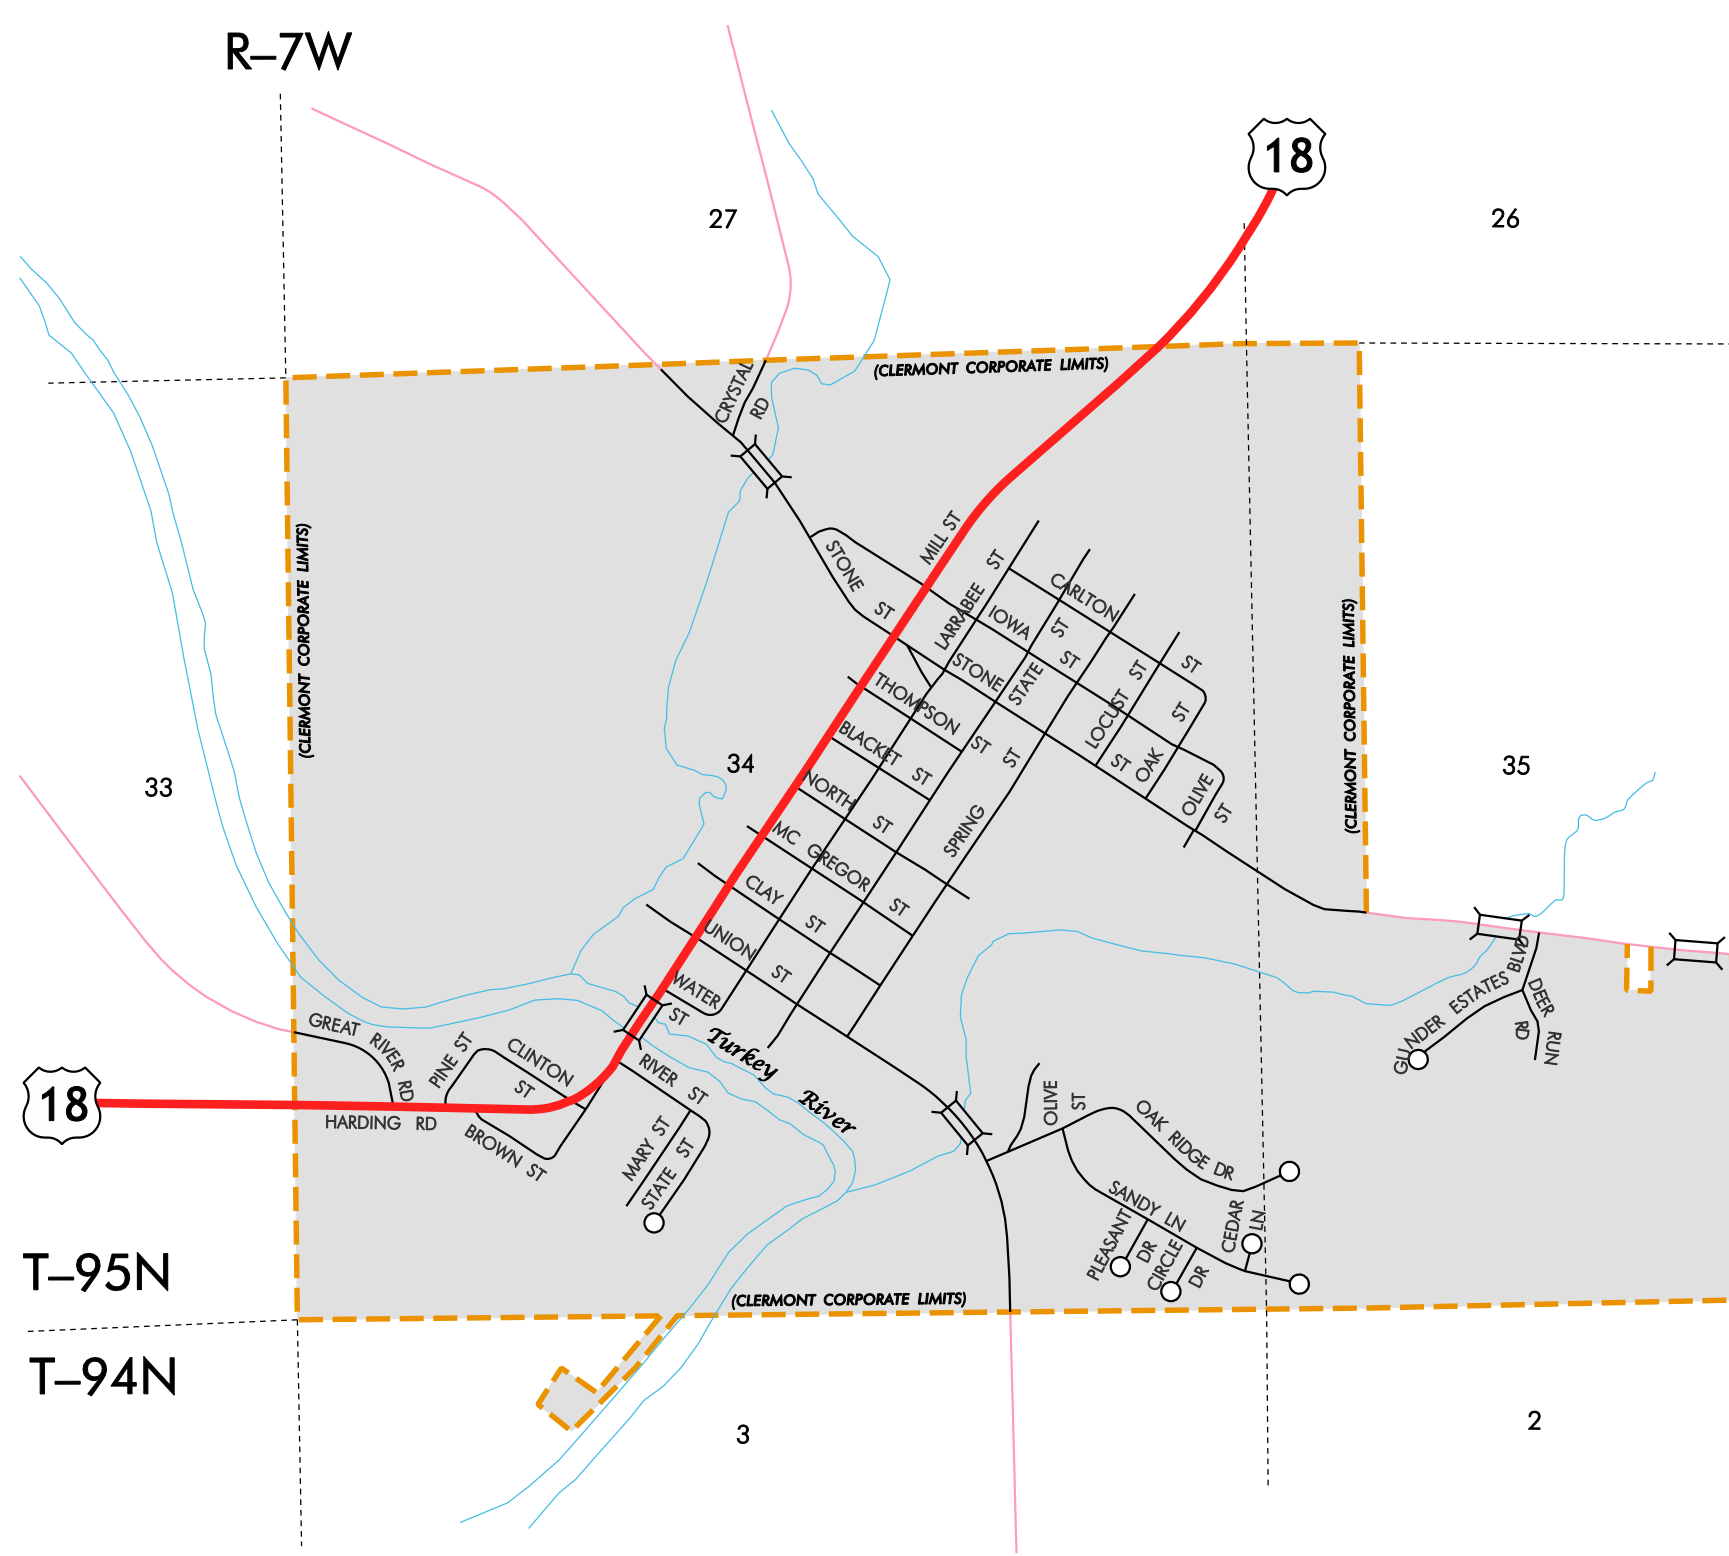 R–7W
18
27
26
(CLERMONT CORPORATE LIMITS)
CRYSTAL
RD
MILL ST
STONE
ST
(CLERMONT CORPORATE LIMITS)
LARRABEE ST
CARLTON
ST
IOWA
ST
STATE
ST
STONE
ST
(CLERMONT CORPORATE LIMITS)
THOMPSON
ST
LOCUST ST
OAK
ST
BLACKET
ST
34
33
35
NORTH
ST
OLIVE
ST
SPRING
ST
MC GREGOR
ST
CLAY
ST
UNION
ST
WATER
ST
Turkey
River
GREAT RIVER RD
PINE ST
CLINTON
ST
RIVER ST
18
HARDING RD
BROWN ST
MARY ST
STATE ST
GUNDER ESTATES BLVD
DEER RUN
RD
OLIVE
ST
OAK RIDGE DR
SANDY LN
PLEASANT
DR
CIRCLE
DR
CEDAR
LN
T–95N
(CLERMONT CORPORATE LIMITS)
T–94N
3
2